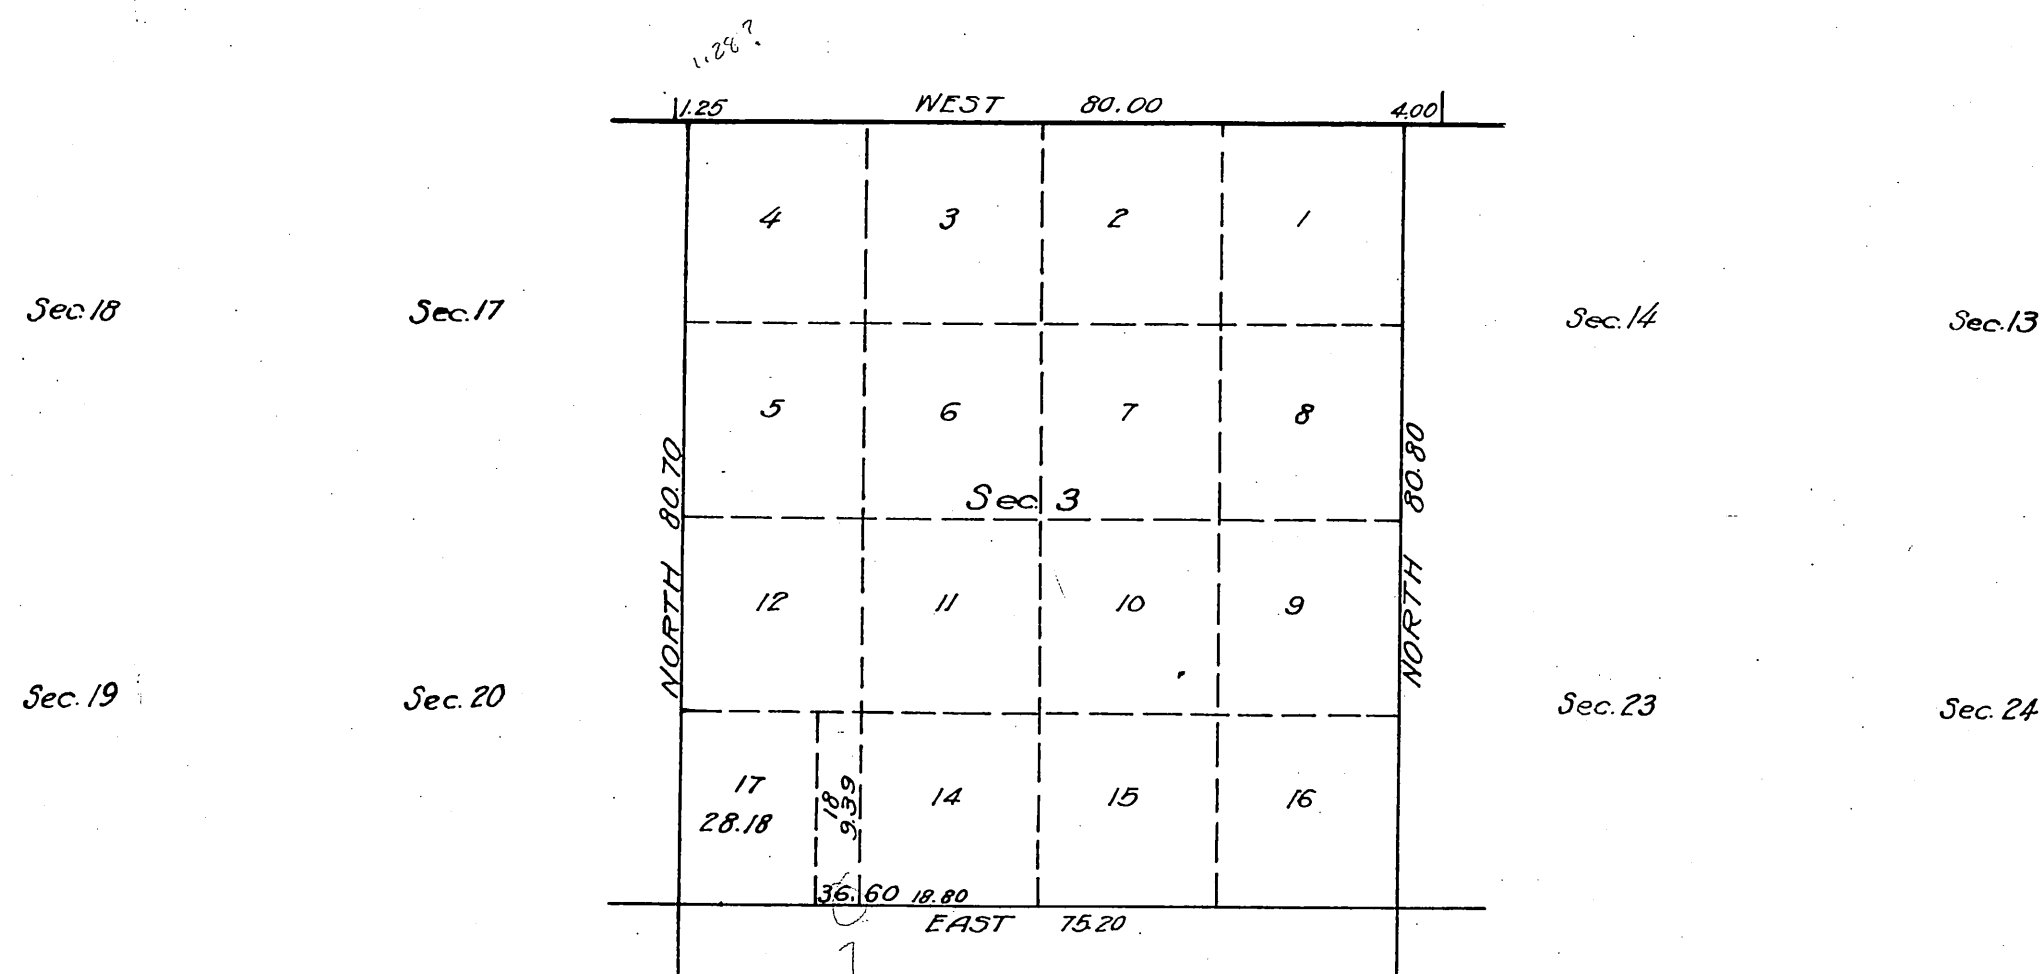 1.28?
1.25 WEST 80.00 4.00
4 3 2 1
Sec. 18 Sec. 17 Sec. 14 Sec. 13
5 6 7 8
NORTH 80.70
Sec. 3
NORTH 80.80
12 11 10 9
Sec. 19 Sec. 20 Sec. 23 Sec. 24
17
28.18
18
9.39
14 15 16
36.60 18.80
EAST 75.20